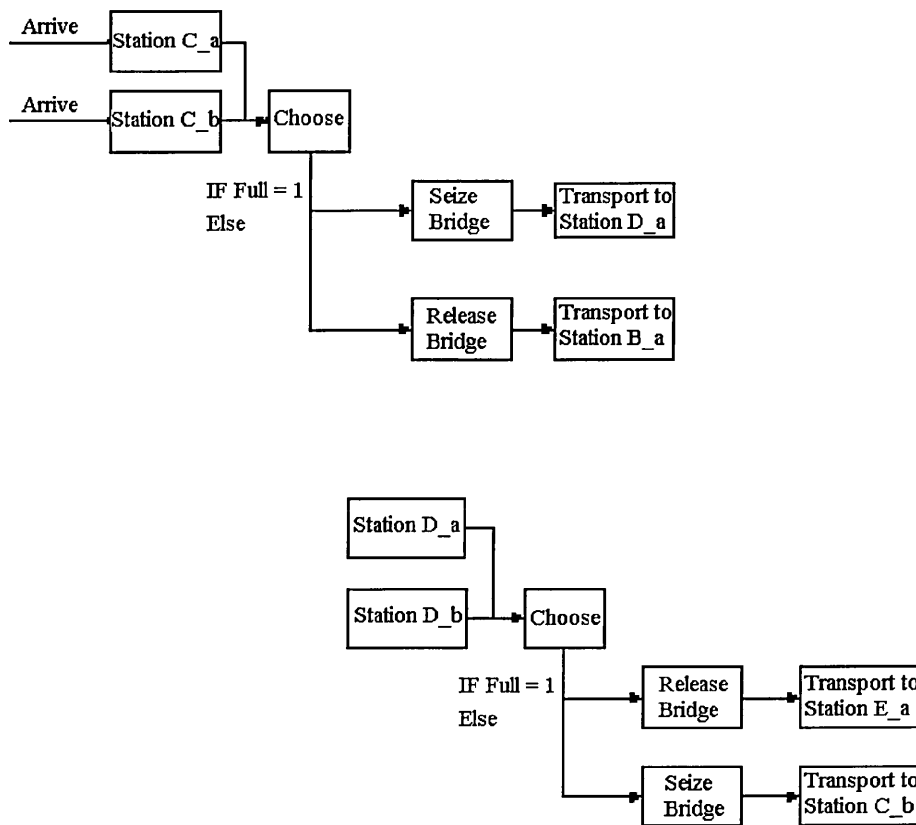 Arrive
Station C_a
Arrive
Station C_b
Choose
IF Full = 1
Else
Seize
Bridge
Transport to
Station D_a
Release
Bridge
Transport to
Station B_a
Station D_a
Station D_b
Choose
IF Full = 1
Else
Release
Bridge
Transport to
Station E_a
Seize
Bridge
Transport to
Station C_b